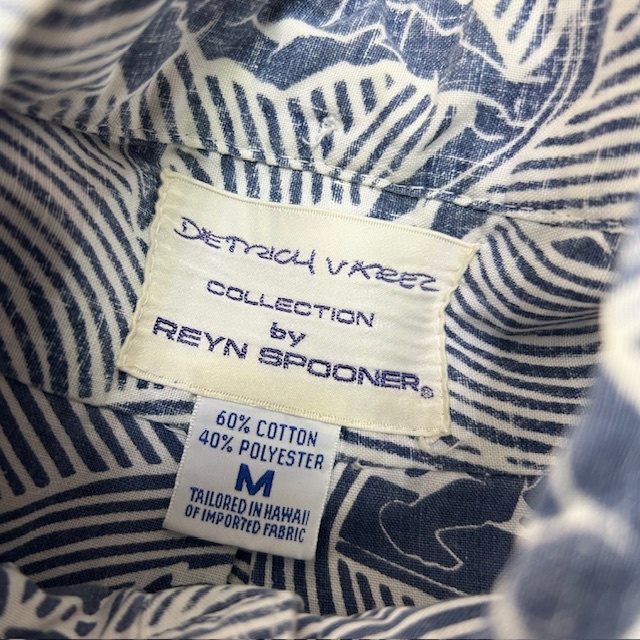 DIETRICH VAREZ
COLLECTION
by
REYN SPOONER®
60% COTTON
40% POLYESTER
M
TAILORED IN HAWAII
OF IMPORTED FABRIC